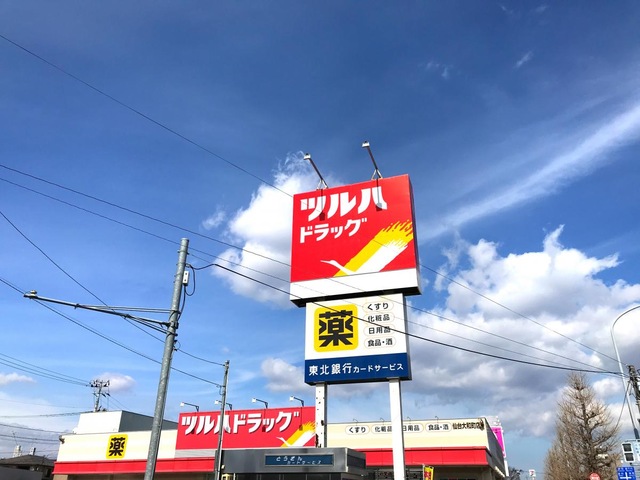 ツルハ
ドラッグ
薬
くすり
化粧品
日用品
食品・酒
東北銀行カードサービス
薬
ツルハドラッグ
くすり 化粧品 日用品 食品・酒 仙台大和町店